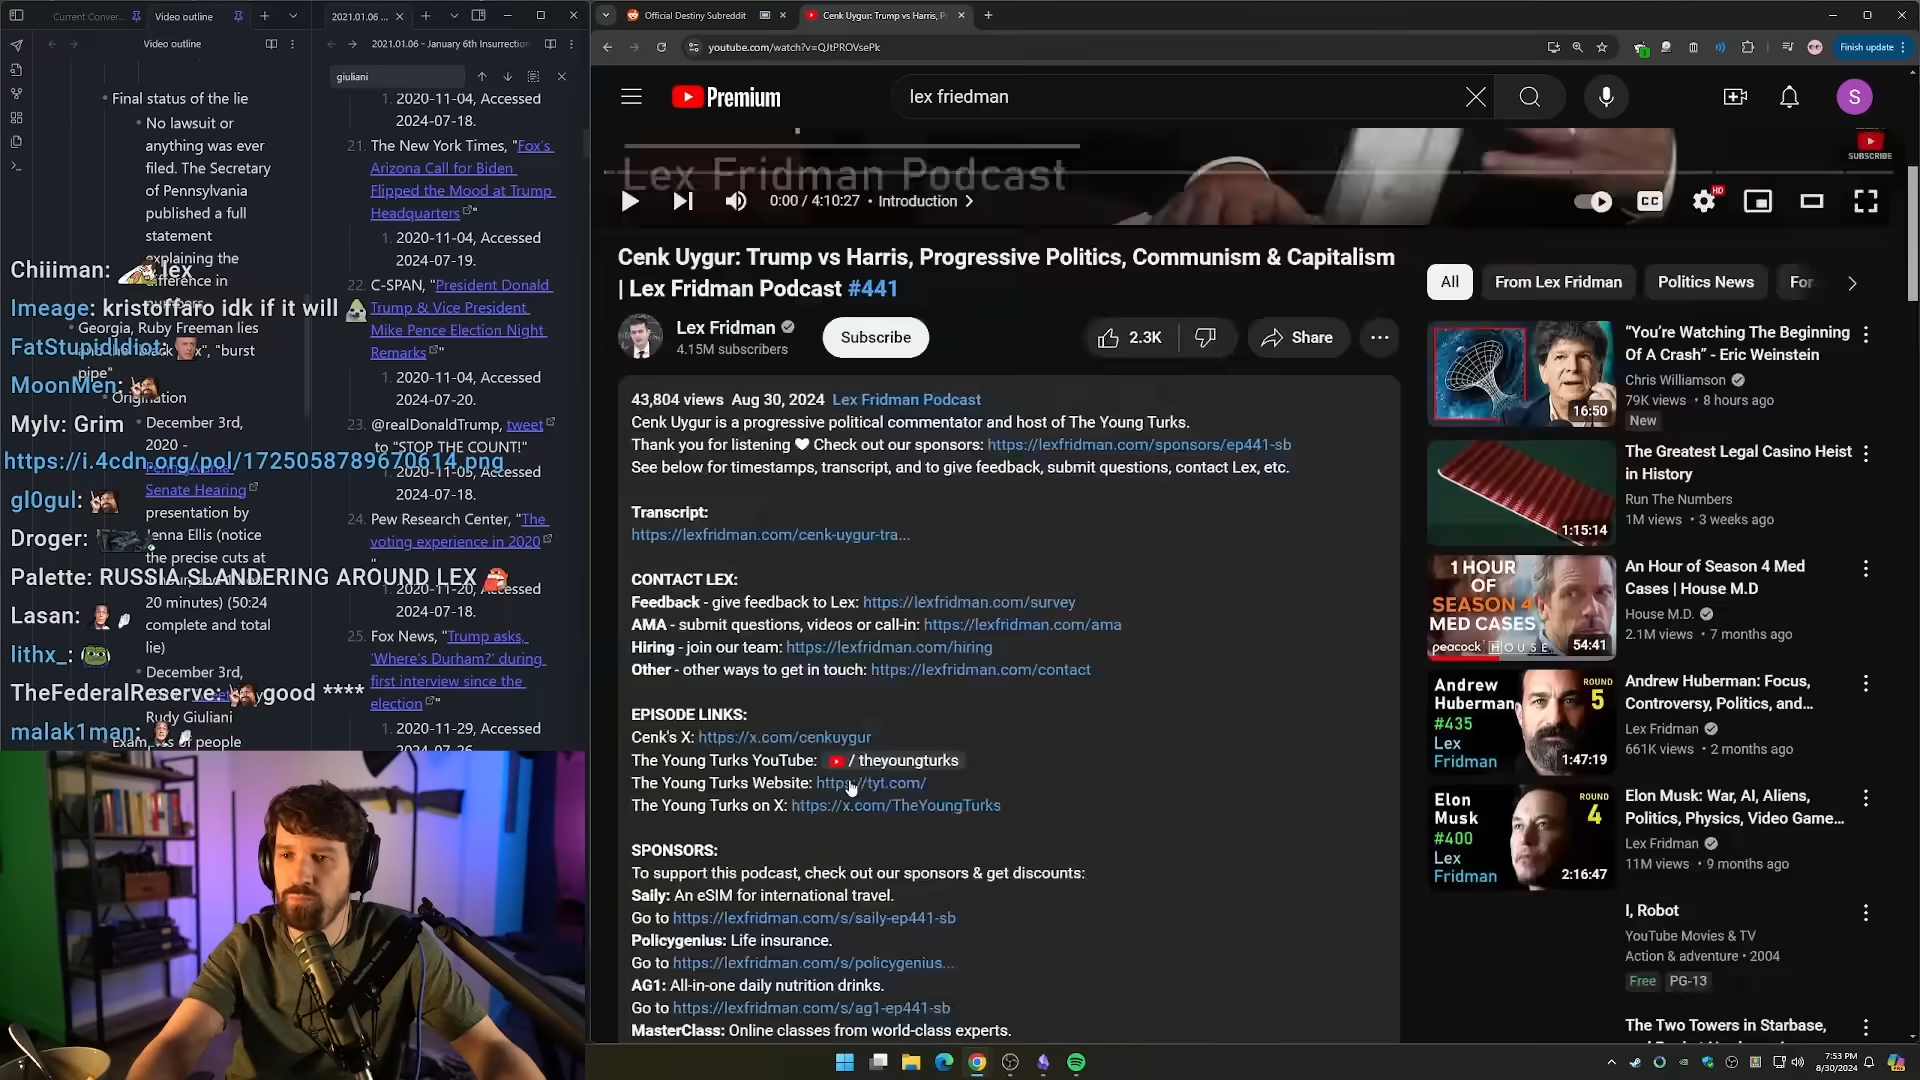 Current Conver...
Video outline
2021.01.06 ...
Official Destiny Subreddit
Cenk Uygur: Trump vs Harris, P
Video outline
2021.01.06 - January 6th Insurrection
youtube.com/watch?v=QJtPROVsePk
Finish update
giuliani
Premium
lex friedman
S
Final status of the lie
No lawsuit or
anything was ever
filed. The Secretary
of Pennsylvania
published a full
statement
explaining the
difference in
numbers
Georgia, Ruby Freeman lies
"burst
pipe"
Origination
December 3rd,
2020 -
Pennsylvania
Senate Hearing
presentation by
Jenna Ellis (notice
the precise cuts at
20 minutes) (50:24
complete and total
lie)
December 3rd,
Rudy Giuliani
people
1. 2020-11-04, Accessed
2024-07-18.
21. The New York Times, "Fox's
Arizona Call for Biden
Flipped the Mood at Trump
Headquarters"
1. 2020-11-04, Accessed
2024-07-19.
22. C-SPAN, "President Donald
Trump & Vice President
Mike Pence Election Night
Remarks"
1. 2020-11-04, Accessed
2024-07-20.
23. @realDonaldTrump, tweet
to "STOP THE COUNT!"
1. 2020-11-05, Accessed
2024-07-18.
24. Pew Research Center, "The
voting experience in 2020
"
1. 2020-11-20, Accessed
2024-07-18.
25. Fox News, "Trump asks,
'Where's Durham?' during
first interview since the
election"
1. 2020-11-29, Accessed
2024-07-26.
Chiiiman: lex
Imeage: kristoffaro idk if it will
FatStupidIdiot:
MoonMen:
Mylv: Grim
https://i.4cdn.org/pol/1725058789670614.png
gl0gul:
Droger:
Palette: RUSSIA SLANDERING AROUND LEX
Lasan:
lithx_:
TheFederalReserve: good ****
malak1man:
Lex Fridman Podcast
SUBSCRIBE
0:00 / 4:10:27 • Introduction
CC
HD
Cenk Uygur: Trump vs Harris, Progressive Politics, Communism & Capitalism
| Lex Fridman Podcast #441
Lex Fridman
4.15M subscribers
Subscribe
2.3K
Share
43,804 views Aug 30, 2024 Lex Fridman Podcast
Cenk Uygur is a progressive political commentator and host of The Young Turks.
Thank you for listening ❤ Check out our sponsors: https://lexfridman.com/sponsors/ep441-sb
See below for timestamps, transcript, and to give feedback, submit questions, contact Lex, etc.
Transcript:
https://lexfridman.com/cenk-uygur-tra...
CONTACT LEX:
Feedback - give feedback to Lex: https://lexfridman.com/survey
AMA - submit questions, videos or call-in: https://lexfridman.com/ama
Hiring - join our team: https://lexfridman.com/hiring
Other - other ways to get in touch: https://lexfridman.com/contact
EPISODE LINKS:
Cenk's X: https://x.com/cenkuygur
The Young Turks YouTube: / theyoungturks
The Young Turks Website: https://tyt.com/
The Young Turks on X: https://x.com/TheYoungTurks
SPONSORS:
To support this podcast, check out our sponsors & get discounts:
Saily: An eSIM for international travel.
Go to https://lexfridman.com/s/saily-ep441-sb
Policygenius: Life insurance.
Go to https://lexfridman.com/s/policygenius...
AG1: All-in-one daily nutrition drinks.
Go to https://lexfridman.com/s/ag1-ep441-sb
MasterClass: Online classes from world-class experts.
All
From Lex Fridman
Politics News
For
16:50
“You’re Watching The Beginning
Of A Crash” - Eric Weinstein
Chris Williamson
79K views • 8 hours ago
New
1:15:14
The Greatest Legal Casino Heist
in History
Run The Numbers
1M views • 3 weeks ago
1 HOUR
OF
SEASON 4
MED CASES
peacock HOUSE
54:41
An Hour of Season 4 Med
Cases | House M.D
House M.D.
2.1M views • 7 months ago
Andrew
Huberman
#435
Lex
Fridman
ROUND
5
1:47:19
Andrew Huberman: Focus,
Controversy, Politics, and...
Lex Fridman
661K views • 2 months ago
Elon
Musk
#400
Lex
Fridman
ROUND
4
2:16:47
Elon Musk: War, AI, Aliens,
Politics, Physics, Video Game...
Lex Fridman
11M views • 9 months ago
I, Robot
YouTube Movies & TV
Action & adventure • 2004
Free PG-13
The Two Towers in Starbase,
7:53 PM
8/30/2024